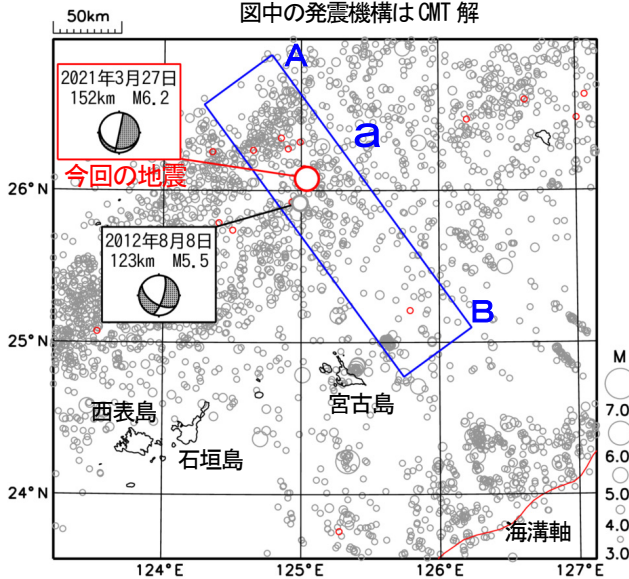 50km
図中の発震機構は CMT 解
A
2021年3月27日
152km M6.2
a
今回の地震
26°N
2012年8月8日
123km M5.5
B
25°N
M
宮古島
7.0
西表島
石垣島
6.0
5.0
24°N
4.0
海溝軸
3.0
124°E
125°E
126°E
127°E